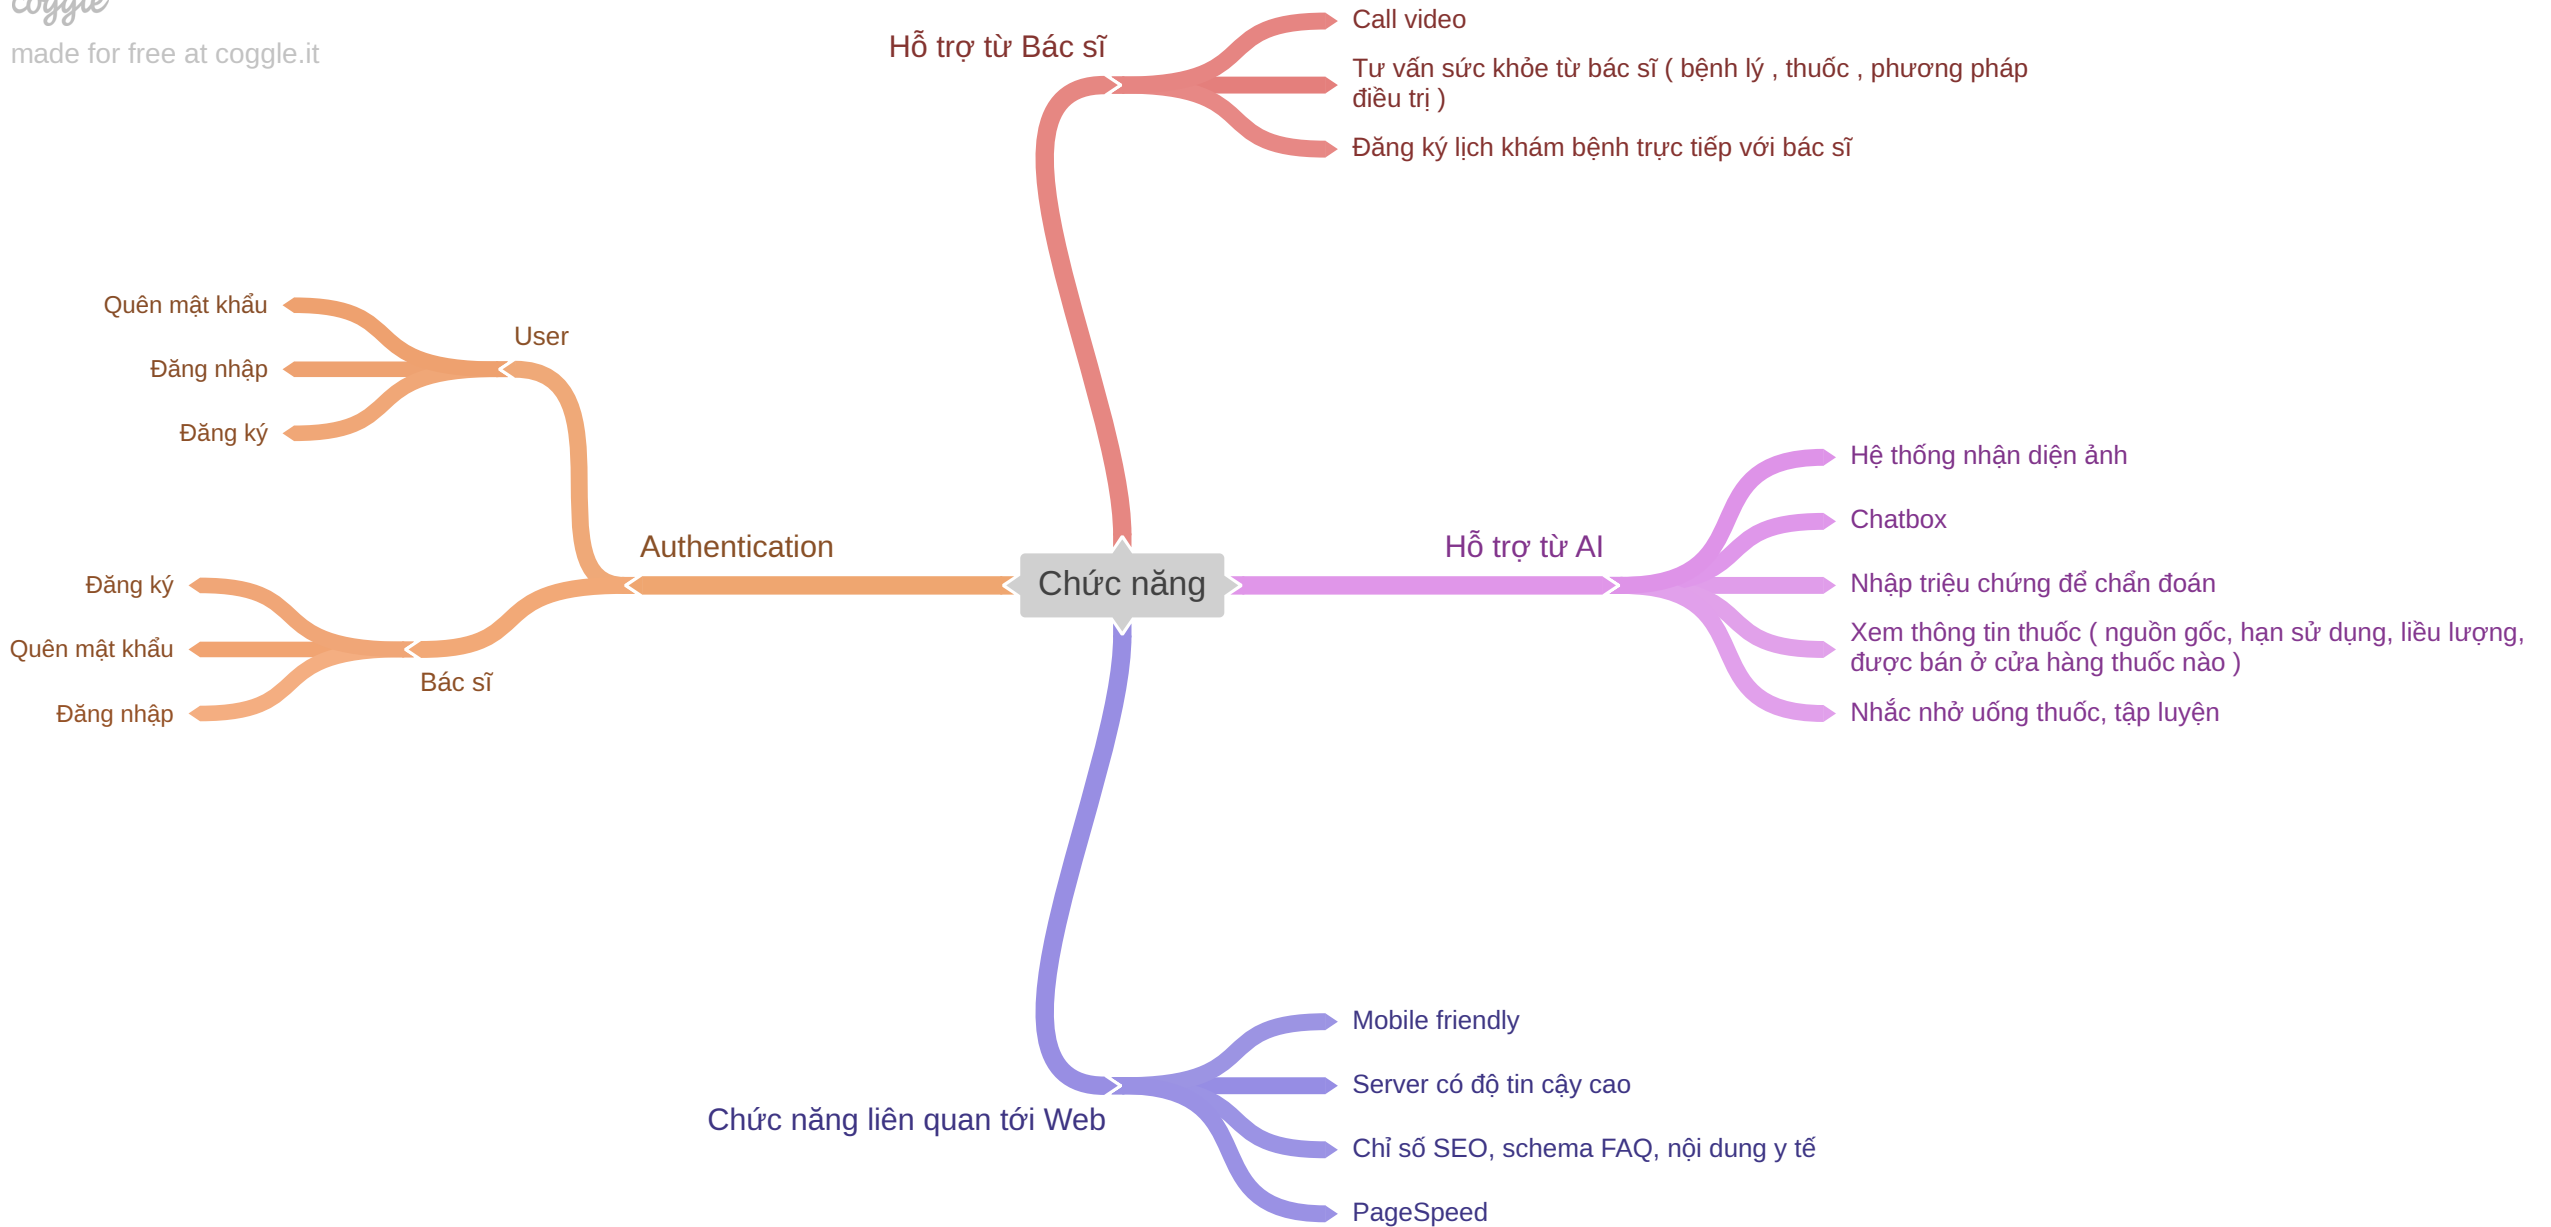 coggle
made for free at coggle.it
Hỗ trợ từ Bác sĩ
Call video
Tư vấn sức khỏe từ bác sĩ ( bệnh lý , thuốc , phương pháp
điều trị )
Đăng ký lịch khám bệnh trực tiếp với bác sĩ
Quên mật khẩu
User
Đăng nhập
Đăng ký
Authentication
Đăng ký
Quên mật khẩu
Bác sĩ
Đăng nhập
Chức năng
Hỗ trợ từ AI
Hệ thống nhận diện ảnh
Chatbox
Nhập triệu chứng để chẩn đoán
Xem thông tin thuốc ( nguồn gốc, hạn sử dụng, liều lượng,
được bán ở cửa hàng thuốc nào )
Nhắc nhở uống thuốc, tập luyện
Chức năng liên quan tới Web
Mobile friendly
Server có độ tin cậy cao
Chỉ số SEO, schema FAQ, nội dung y tế
PageSpeed